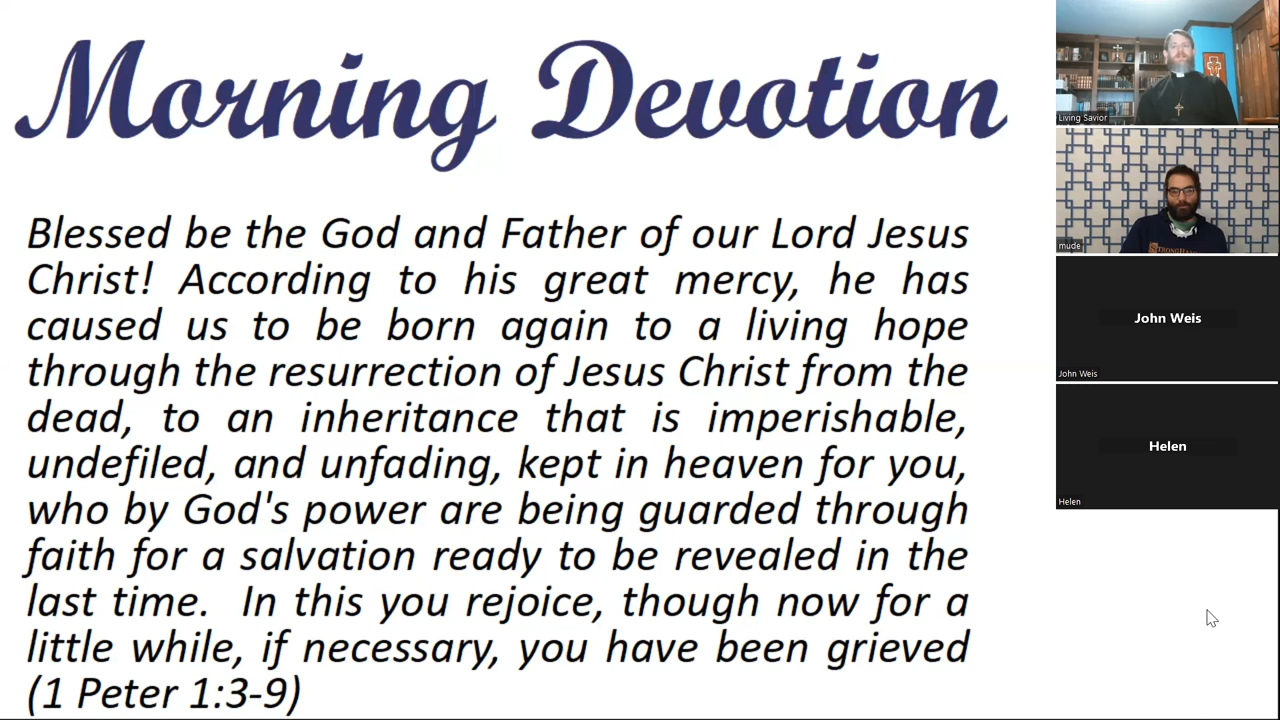 Morning Devotion
Blessed be the God and Father of our Lord Jesus
Christ! According to his great mercy, he has
caused us to be born again to a living hope
through the resurrection of Jesus Christ from the
dead, to an inheritance that is imperishable,
undefiled, and unfading, kept in heaven for you,
who by God's power are being guarded through
faith for a salvation ready to be revealed in the
last time. In this you rejoice, though now for a
little while, if necessary, you have been grieved
(1 Peter 1:3-9)
Living Savior
mude
John Weis
John Weis
Helen
Helen